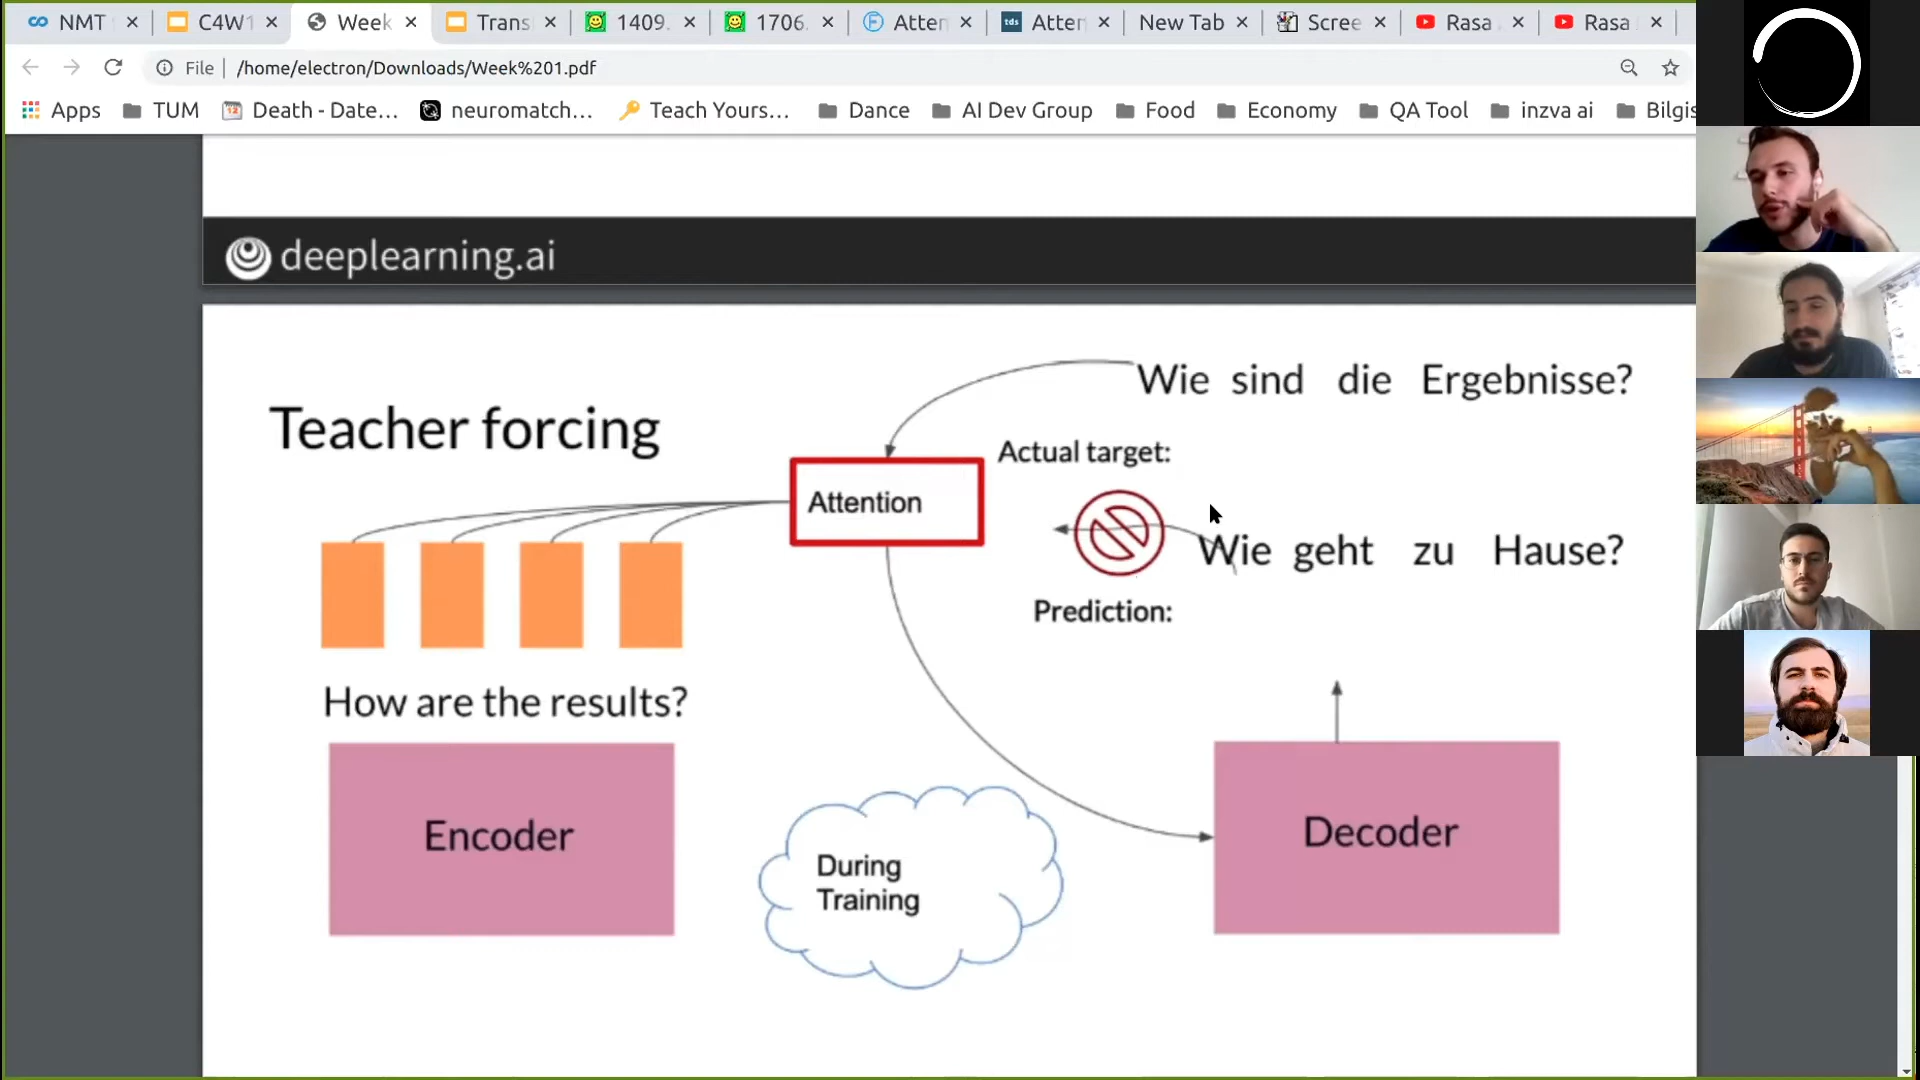 NMT
C4W1
Week
Trans
1409.
1706.
Atten
tds
Atten
New Tab
Scree
Rasa
Rasa
File
/home/electron/Downloads/Week%201.pdf
Apps
TUM
12
Death - Date...
neuromatch...
Teach Yours...
Dance
AI Dev Group
Food
Economy
QA Tool
inzva ai
Bilgis
deeplearning.ai
Wie sind die Ergebnisse?
Teacher forcing
Actual target:
Attention
Wie geht zu Hause?
Prediction:
How are the results?
Encoder
Decoder
During
Training